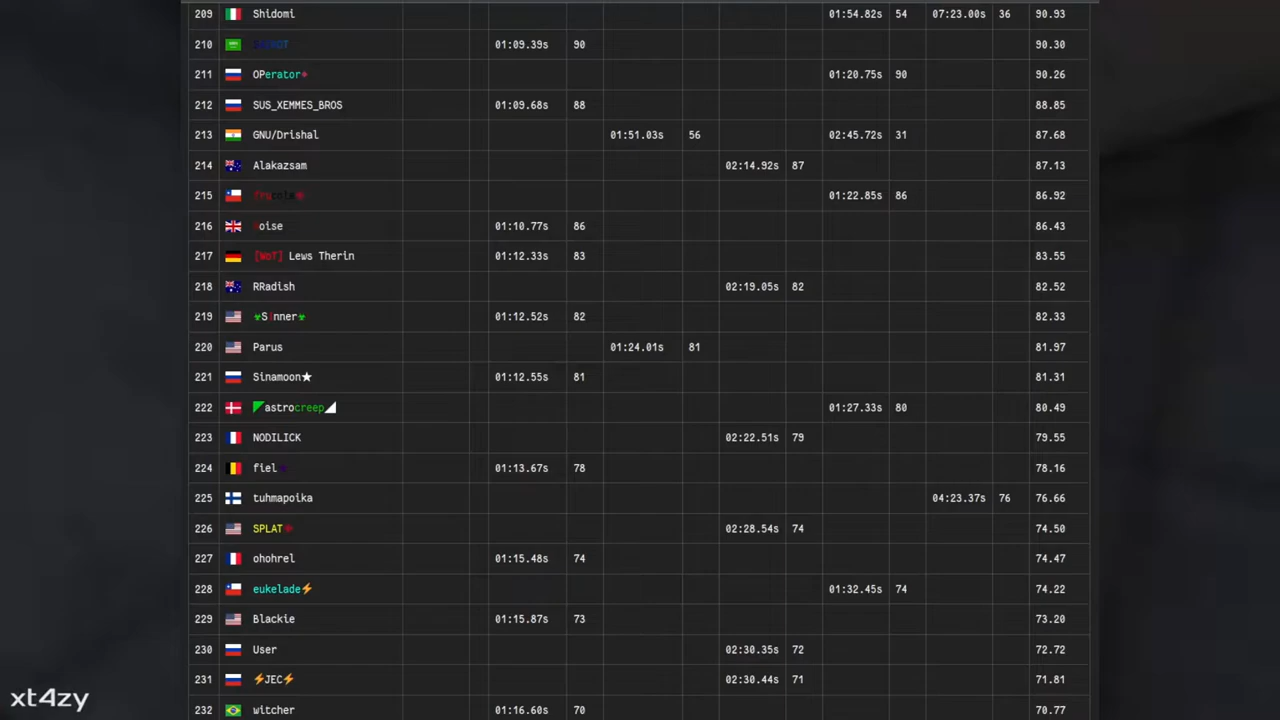 209 Shidomi 01:54.82s 54 07:23.00s 36 90.93
210 01:09.39s 90 90.30
211 OPerator 01:20.75s 90 90.26
212 SUS_XEMMES_BROS 01:09.68s 88 88.85
213 GNU/Drishal 01:51.03s 56 02:45.72s 31 87.68
214 Alakazsam 02:14.92s 87 87.13
215 01:22.85s 86 86.92
216 oise 01:10.77s 86 86.43
217 [WoT] Lews Therin 01:12.33s 83 83.55
218 RRadish 02:19.05s 82 82.52
219 ☣S!nner☣ 01:12.52s 82 82.33
220 Parus 01:24.01s 81 81.97
221 Sinamoon★ 01:12.55s 81 81.31
222 ◤astrocreep◢ 01:27.33s 80 80.49
223 NODILICK 02:22.51s 79 79.55
224 fiel 01:13.67s 78 78.16
225 tuhmapoika 04:23.37s 76 76.66
226 SPLAT 02:28.54s 74 74.50
227 ohohrel 01:15.48s 74 74.47
228 eukelade⚡ 01:32.45s 74 74.22
229 Blackie 01:15.87s 73 73.20
230 User 02:30.35s 72 72.72
231 ⚡JEC⚡ 02:30.44s 71 71.81
232 witcher 01:16.60s 70 70.77
xt4zy